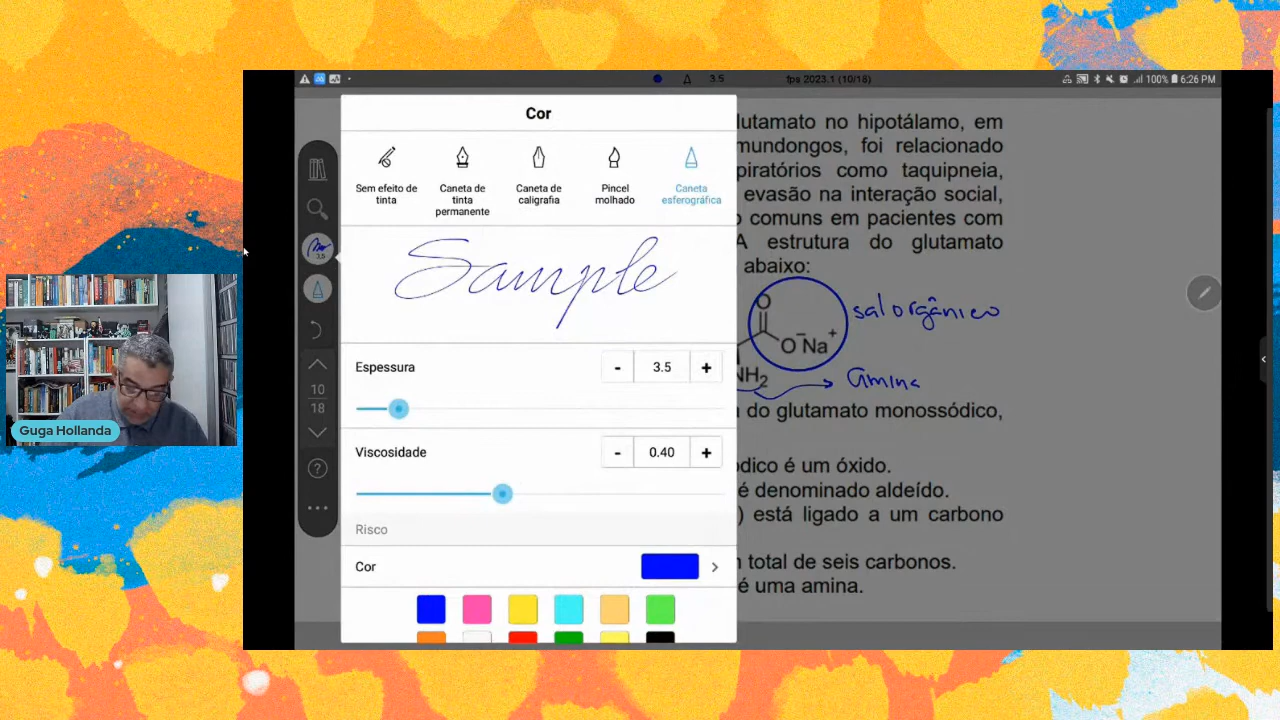 3.5
fps 2023.1 (10/18)
100%
6:26 PM
Cor
Sem efeito de tinta
Caneta de tinta permanente
Caneta de caligrafia
Pincel molhado
Caneta esferográfica
Sample
Espessura
- 3.5 +
Viscosidade
- 0.40 +
Risco
Cor
3.5
10
18
?
lutamato no hipotálamo, em
mundongos, foi relacionado
piratórios como taquipneia,
evasão na interação social,
comuns em pacientes com
A estrutura do glutamato
abaixo:
O
O⁻Na⁺
NH₂
sal orgânico
amina
do glutamato monossódico,
dico é um óxido.
é denominado aldeído.
) está ligado a um carbono
total de seis carbonos.
é uma amina.
Guga Hollanda